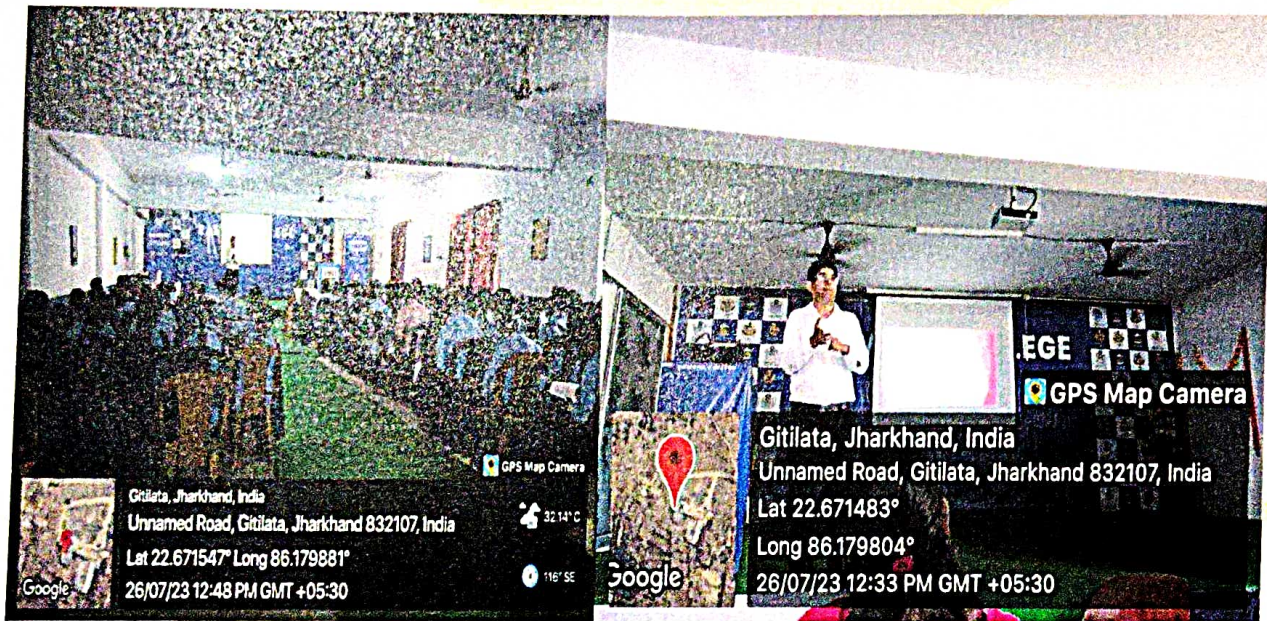 GPS Map Camera
Gitilata, Jharkhand, India
Unnamed Road, Gitilata, Jharkhand 832107, India
Lat 22.671547° Long 86.179881°
26/07/23 12:48 PM GMT +05:30
32.14° C
116° SE
Google
.EGE
GPS Map Camera
Gitilata, Jharkhand, India
Unnamed Road, Gitilata, Jharkhand 832107, India
Lat 22.671483°
Long 86.179804°
26/07/23 12:33 PM GMT +05:30
Google